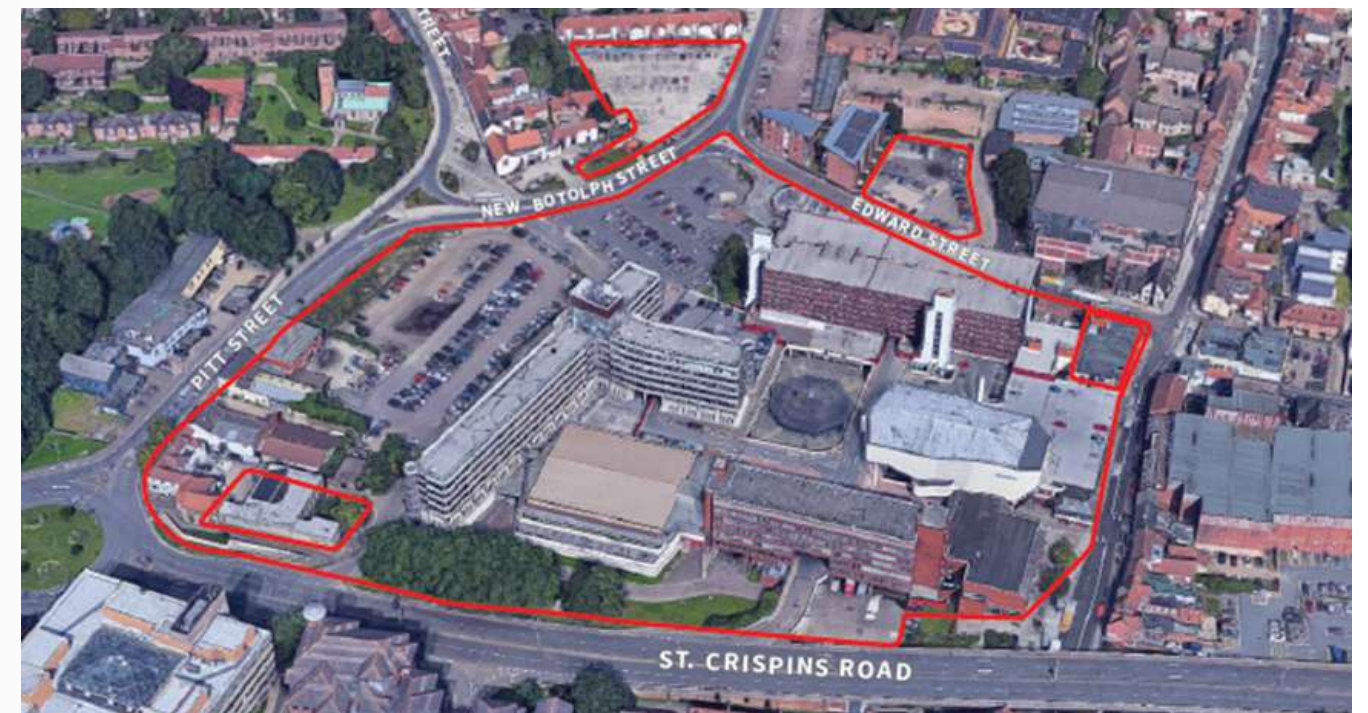 STREET
NEW BOTOLPH STREET
EDWARD STREET
PITT STREET
ST. CRISPINS ROAD